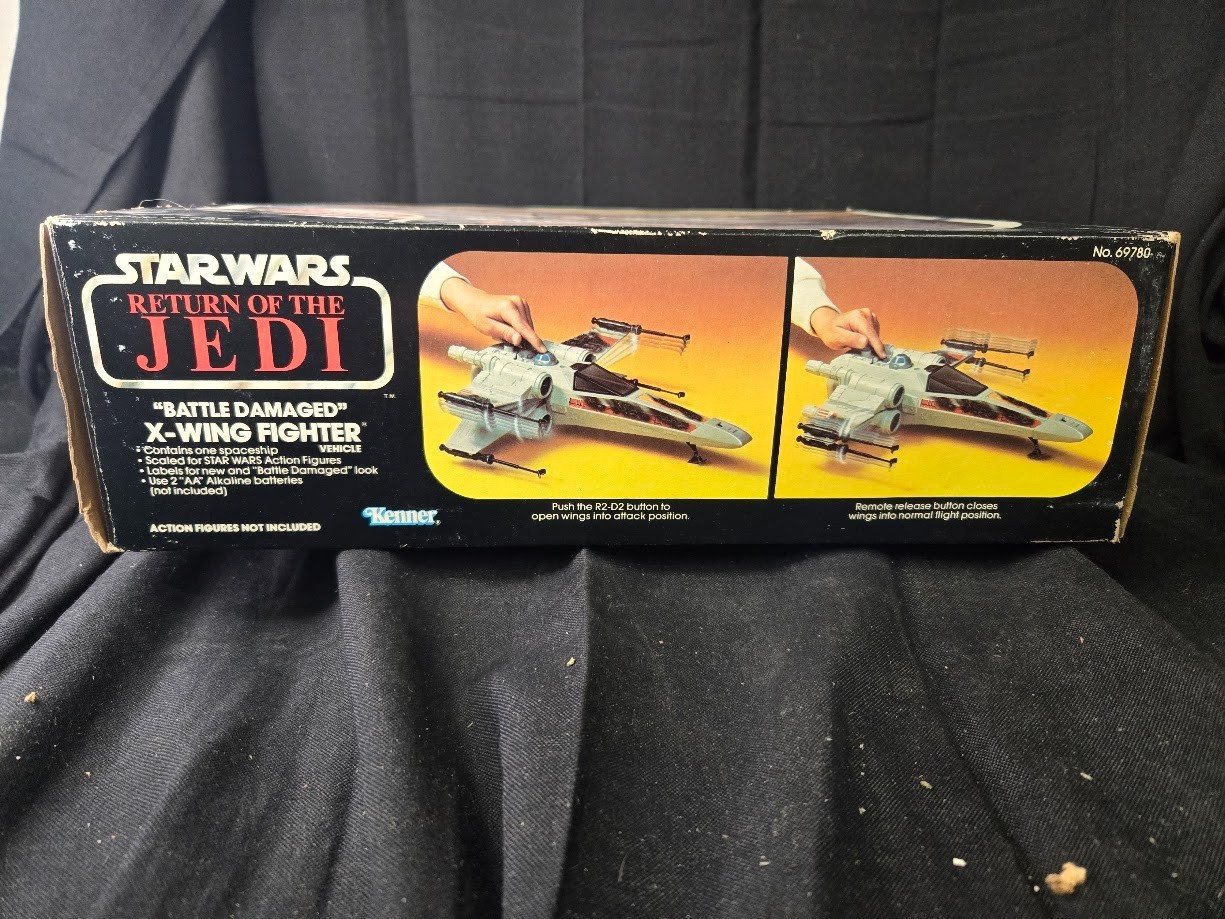 No. 69780
STAR WARS
RETURN OF THE
JEDI
TM
"BATTLE DAMAGED"
X-WING FIGHTER®
VEHICLE
• Contains one spaceship
• Scaled for STAR WARS Action Figures
• Labels for new and "Battle Damaged" look
• Use 2 "AA" Alkaline batteries
(not included)
ACTION FIGURES NOT INCLUDED
Kenner®
Push the R2-D2 button to
open wings into attack position.
Remote release button closes
wings into normal flight position.